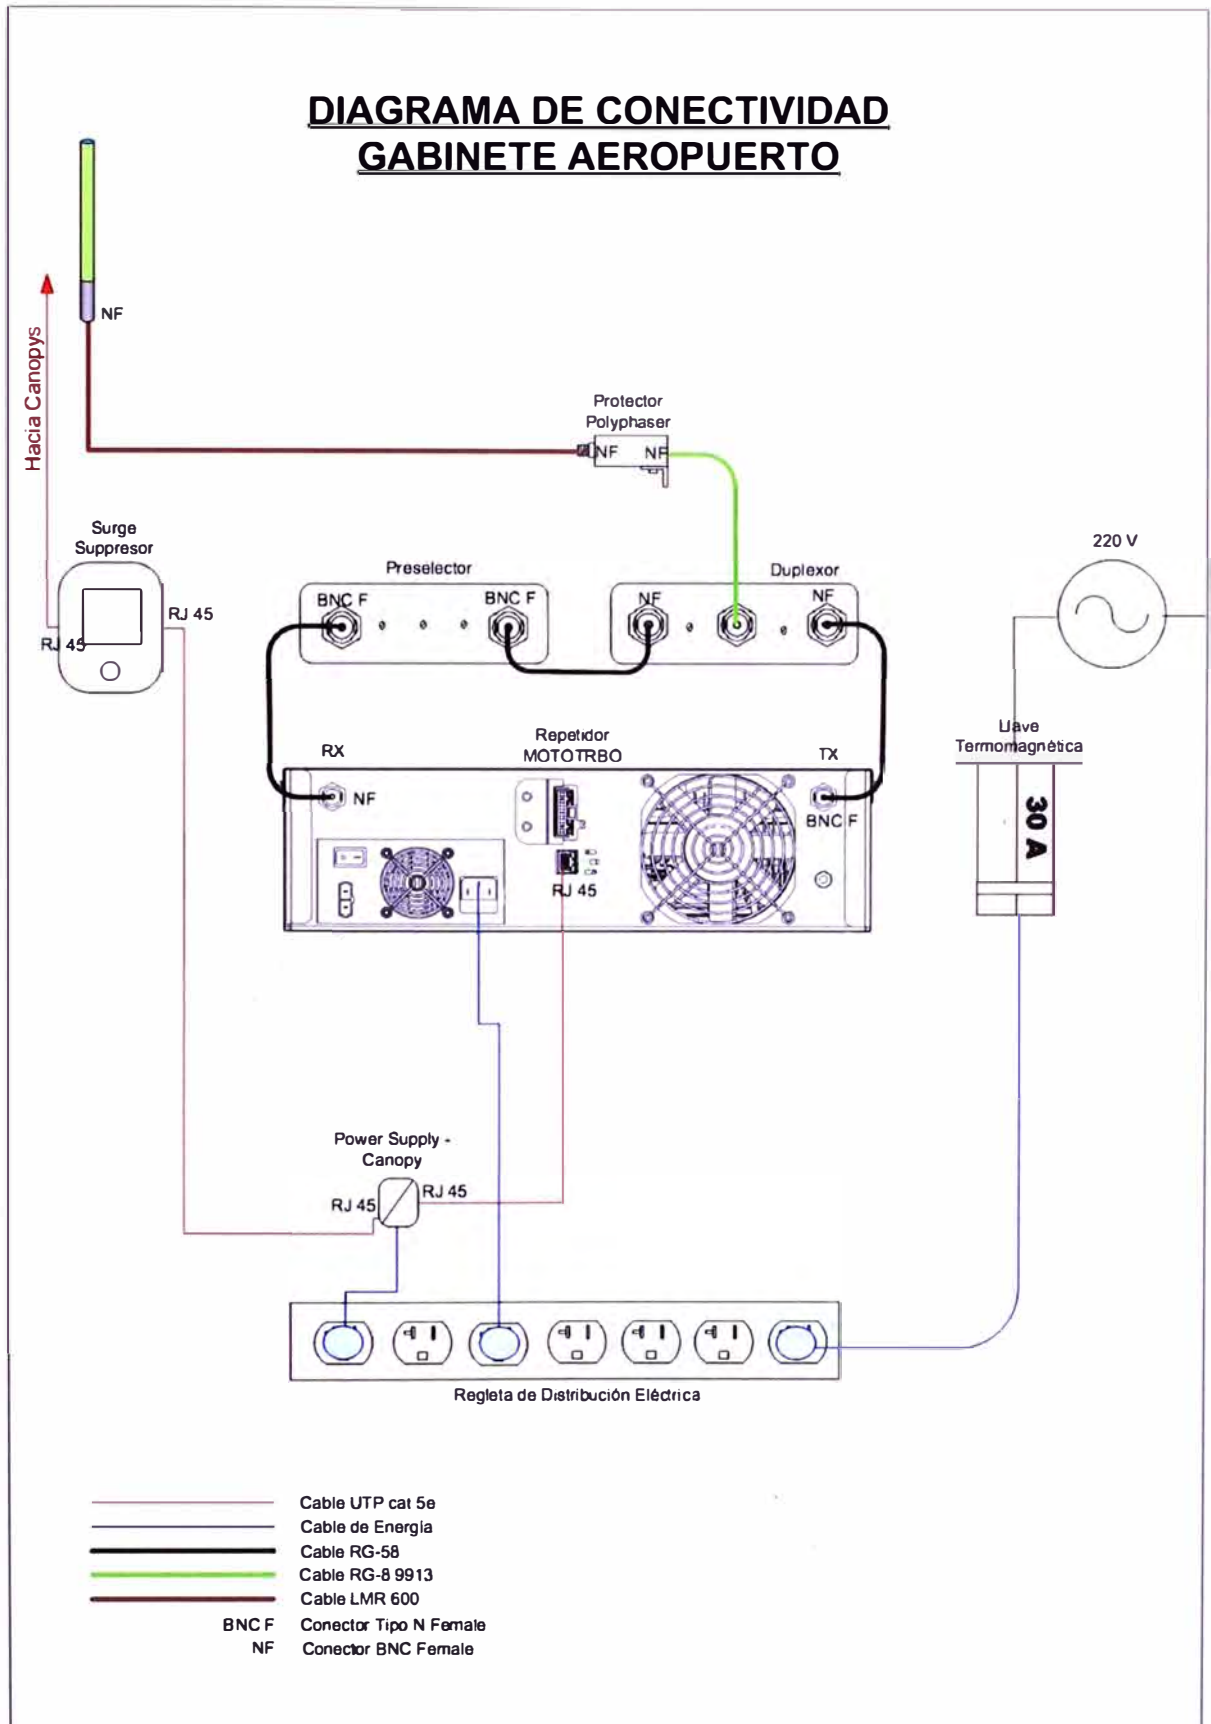 DIAGRAMA DE CONECTIVIDAD
GABINETE AEROPUERTO
NF
Hacia Canopys
Protector
Polyphaser
NF NF
Surge
Suppresor
RJ 45
RJ 45
Preselector
BNC F BNC F
Duplexor
NF NF
220 V
Llave
Termomagnética
30 A
RX
Repetidor
MOTOTRBO
TX
NF
BNC F
RJ 45
Power Supply -
Canopy
RJ 45
RJ 45
Regleta de Distribución Eléctrica
Cable UTP cat 5e
Cable de Energía
Cable RG-58
Cable RG-8 9913
Cable LMR 600
BNC F Conector Tipo N Female
NF Conector BNC Female